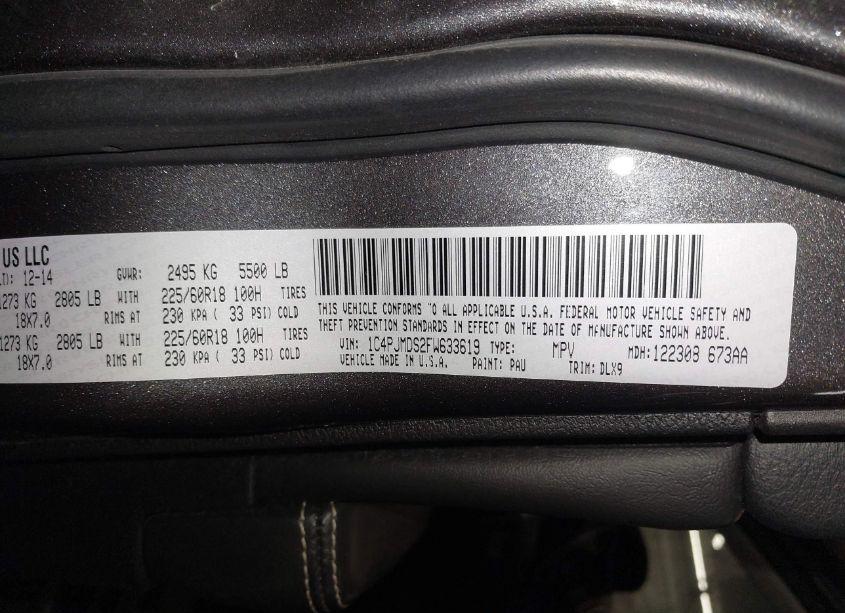 US LLC
12-14 GVWR: 2495 KG 5500 LB
1273 KG 2805 LB WITH 225/60R18 100H TIRES
18X7.0 RIMS AT 230 KPA ( 33 PSI) COLD
1273 KG 2805 LB WITH 225/60R18 100H TIRES
18X7.0 RIMS AT 230 KPA ( 33 PSI) COLD
THIS VEHICLE CONFORMS TO ALL APPLICABLE U.S.A. FEDERAL MOTOR VEHICLE SAFETY AND
THEFT PREVENTION STANDARDS IN EFFECT ON THE DATE OF MANUFACTURE SHOWN ABOVE.
VIN: 1C4PJMDS2FW633619 TYPE: MPV MDH: 122308 673AA
VEHICLE MADE IN U.S.A. PAINT: PAU TRIM: DLX9